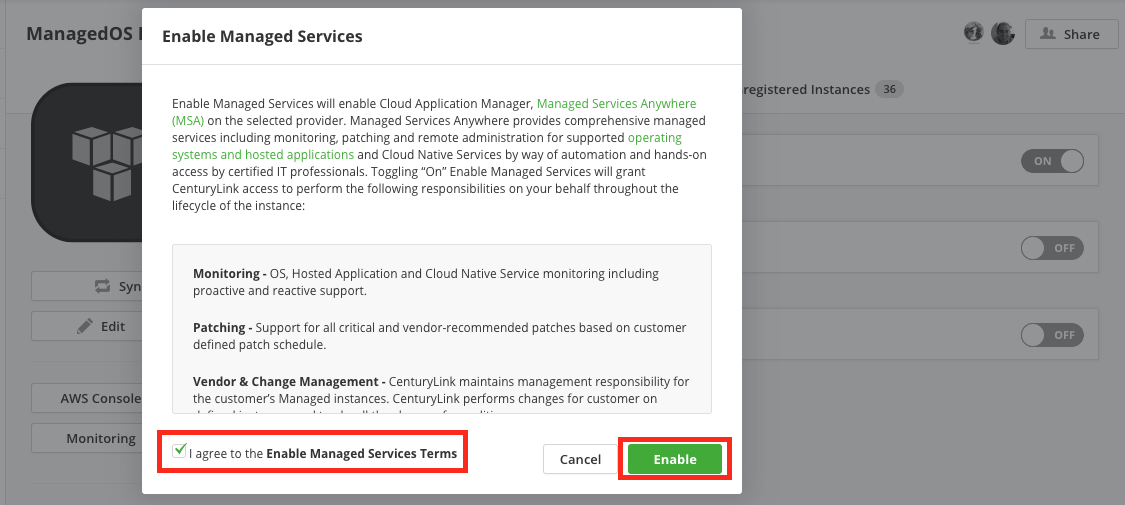 ManagedOS
Share
Enable Managed Services
registered Instances 36
Enable Managed Services will enable Cloud Application Manager, Managed Services Anywhere
(MSA) on the selected provider. Managed Services Anywhere provides comprehensive managed
services including monitoring, patching and remote administration for supported operating
systems and hosted applications and Cloud Native Services by way of automation and hands-on
access by certified IT professionals. Toggling “On” Enable Managed Services will grant
CenturyLink access to perform the following responsibilities on your behalf throughout the
lifecycle of the instance:
ON
OFF
OFF
Monitoring - OS, Hosted Application and Cloud Native Service monitoring including
proactive and reactive support.
Patching - Support for all critical and vendor-recommended patches based on customer
defined patch schedule.
Vendor & Change Management - CenturyLink maintains management responsibility for
the customer’s Managed instances. CenturyLink performs changes for customer on
Syn
Edit
AWS Console
Monitoring
I agree to the Enable Managed Services Terms
Cancel
Enable